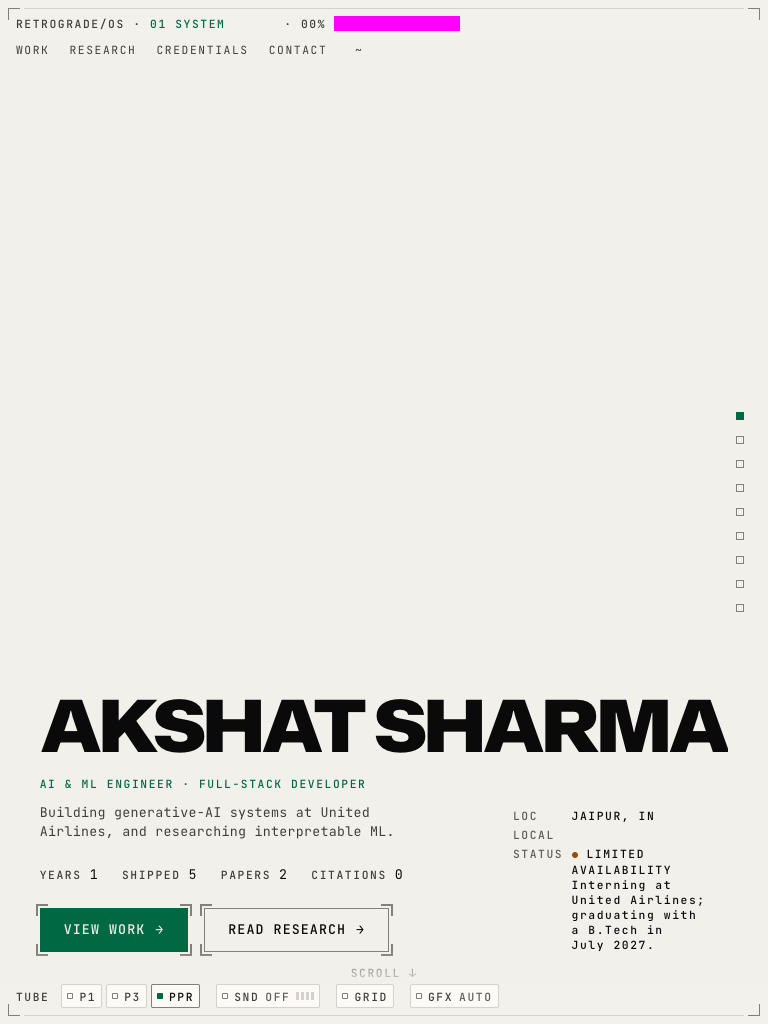 RETROGRADE/OS · 01 SYSTEM · 00%
WORK RESEARCH CREDENTIALS CONTACT ~
AKSHAT SHARMA
AI & ML ENGINEER · FULL-STACK DEVELOPER
Building generative-AI systems at United
Airlines, and researching interpretable ML.
YEARS 1 SHIPPED 5 PAPERS 2 CITATIONS 0
VIEW WORK →
READ RESEARCH →
LOC JAIPUR, IN
LOCAL
STATUS ● LIMITED
AVAILABILITY
Interning at
United Airlines;
graduating with
a B.Tech in
July 2027.
SCROLL ↓
TUBE P1 P3 PPR SND OFF GRID GFX AUTO